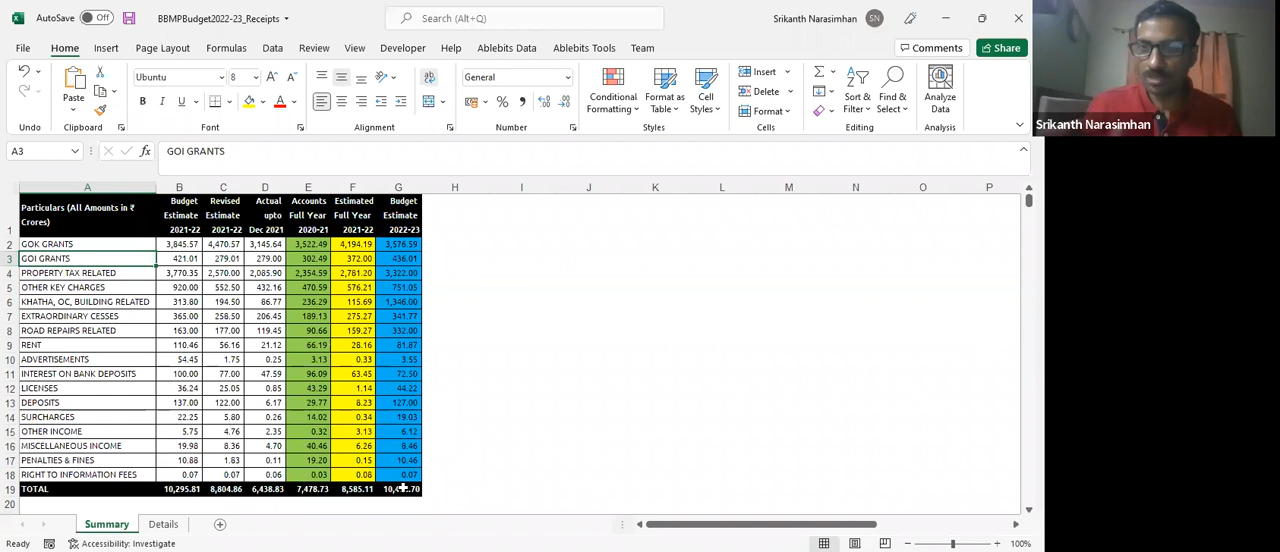 AutoSave Off BBMPBudget2022-23_Receipts Search (Alt+Q) Srikanth Narasimhan SN
File Home Insert Page Layout Formulas Data Review View Developer Help Ablebits Data Ablebits Tools Team Comments Share
Paste Ubuntu 8 General Conditional Formatting Format as Table Cell Styles Insert Delete Format Sort & Filter Find & Select Analyze Data
Undo Clipboard Font Alignment Number Styles Cells Editing Analysis
Srikanth Narasimhan
A3 GOI GRANTS
A B C D E F G H I J K L M N O P
1 Particulars (All Amounts in ₹ Crores) Budget Estimate 2021-22 Revised Estimate 2021-22 Actual upto Dec 2021 Accounts Full Year 2020-21 Estimated Full Year 2021-22 Budget Estimate 2022-23
2 GOK GRANTS 3,845.57 4,470.57 3,145.64 3,522.49 4,194.19 3,576.59
3 GOI GRANTS 421.01 279.01 279.00 302.49 372.00 436.01
4 PROPERTY TAX RELATED 3,770.35 2,570.00 2,085.90 2,354.59 2,781.20 3,322.00
5 OTHER KEY CHARGES 920.00 552.50 432.16 470.59 576.21 751.05
6 KHATHA, OC, BUILDING RELATED 313.80 194.50 86.77 236.29 115.69 1,346.00
7 EXTRAORDINARY CESSES 365.00 258.50 206.45 189.13 275.27 341.77
8 ROAD REPAIRS RELATED 163.00 177.00 119.45 90.66 159.27 332.00
9 RENT 110.46 56.16 21.12 66.19 28.16 81.87
10 ADVERTISEMENTS 54.45 1.75 0.25 3.13 0.33 3.55
11 INTEREST ON BANK DEPOSITS 100.00 77.00 47.59 96.09 63.45 72.50
12 LICENSES 36.24 25.05 0.85 43.29 1.14 44.22
13 DEPOSITS 137.00 122.00 6.17 29.77 8.23 127.00
14 SURCHARGES 22.25 5.80 0.26 14.02 0.34 19.03
15 OTHER INCOME 5.75 4.76 2.35 0.32 3.13 6.12
16 MISCELLANEOUS INCOME 19.98 8.36 4.70 40.46 6.26 8.46
17 PENALTIES & FINES 10.88 1.83 0.11 19.20 0.15 10.46
18 RIGHT TO INFORMATION FEES 0.07 0.07 0.06 0.03 0.08 0.07
19 TOTAL 10,295.81 8,804.86 6,438.83 7,478.73 8,585.11
20
Summary Details
Ready Accessibility: Investigate 100%